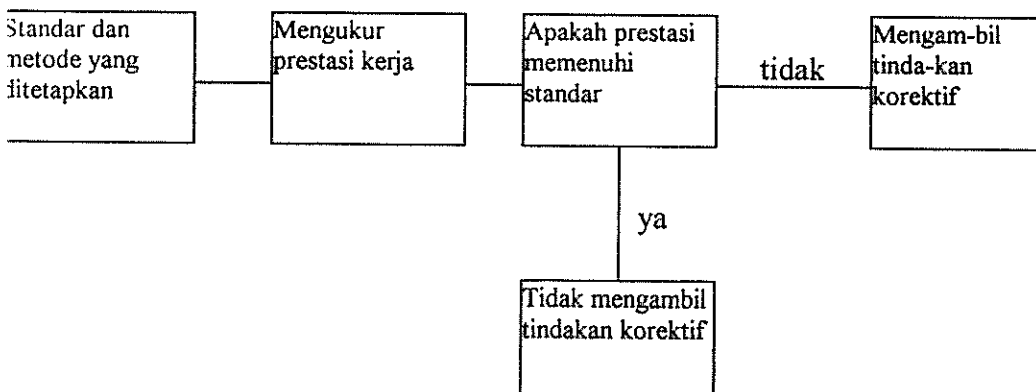 Standar dan
metode yang
ditetapkan
Mengukur
prestasi kerja
Apakah prestasi
memenuhi
standar
tidak
Mengam-bil
tinda-kan
korektif
ya
Tidak mengambil
tindakan korektif